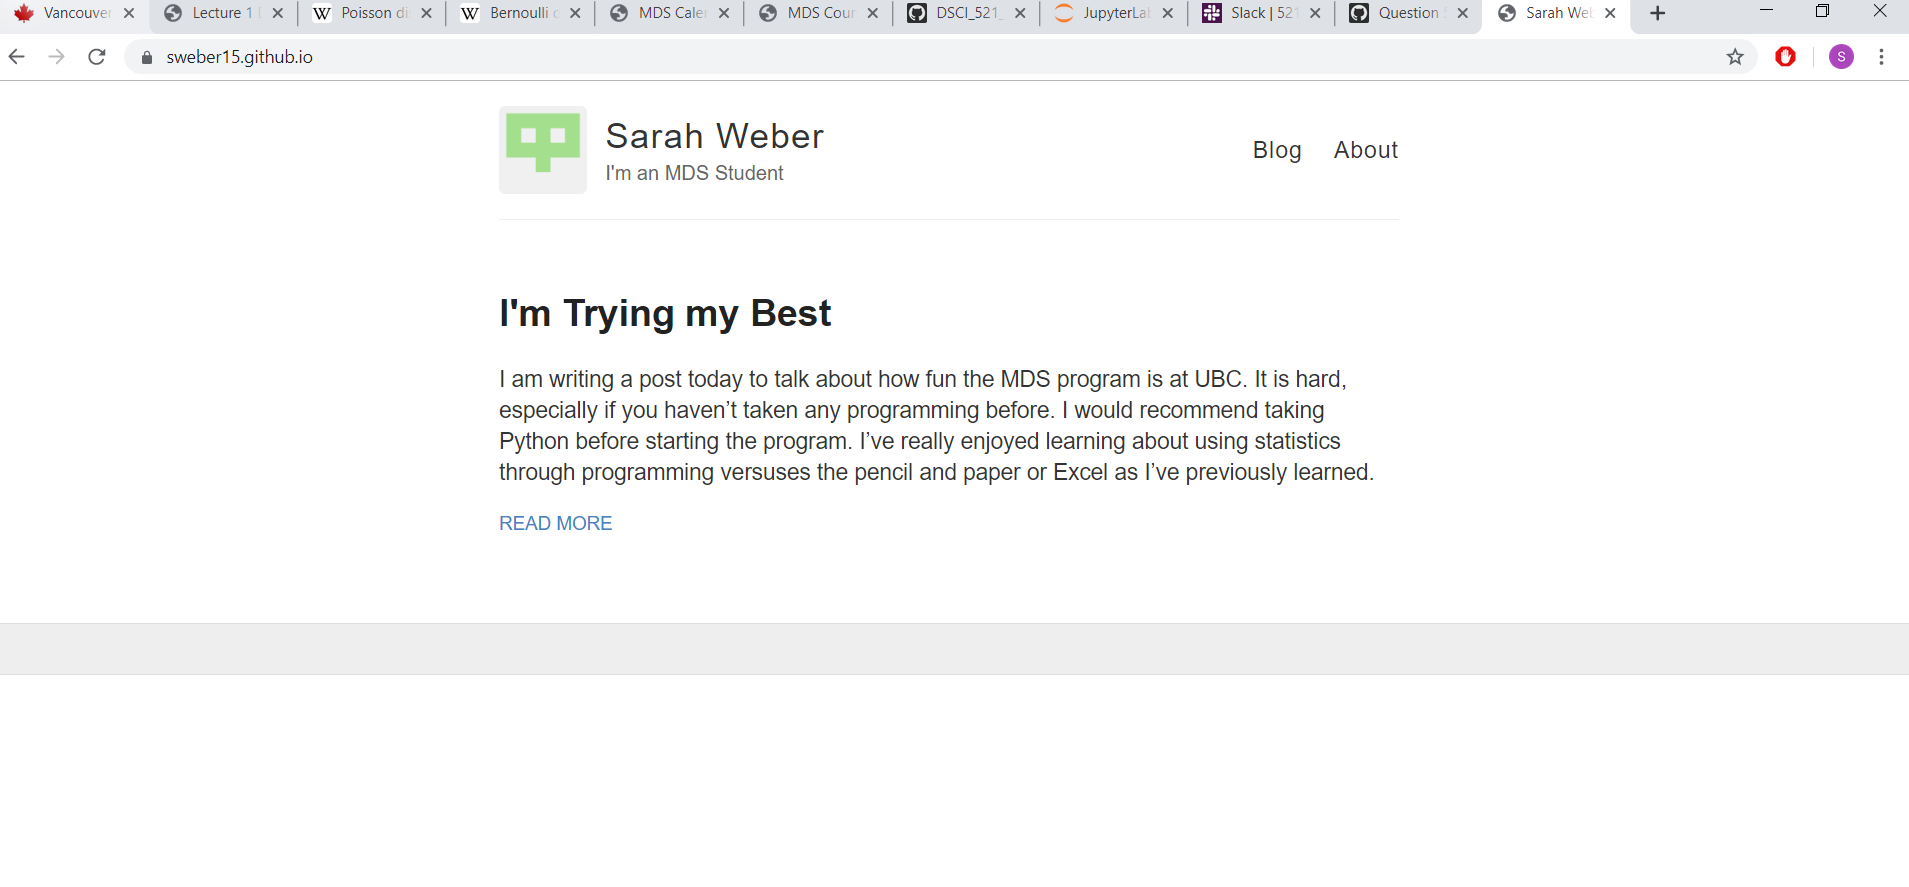 Vancouver Lecture 1 Poisson di Bernoulli MDS Caler MDS Cour DSCI_521_ JupyterLab Slack | 521 Question Sarah Web
sweber15.github.io S
Sarah Weber
I'm an MDS Student
Blog About
I'm Trying my Best
I am writing a post today to talk about how fun the MDS program is at UBC. It is hard,
especially if you haven’t taken any programming before. I would recommend taking
Python before starting the program. I’ve really enjoyed learning about using statistics
through programming versuses the pencil and paper or Excel as I’ve previously learned.
READ MORE